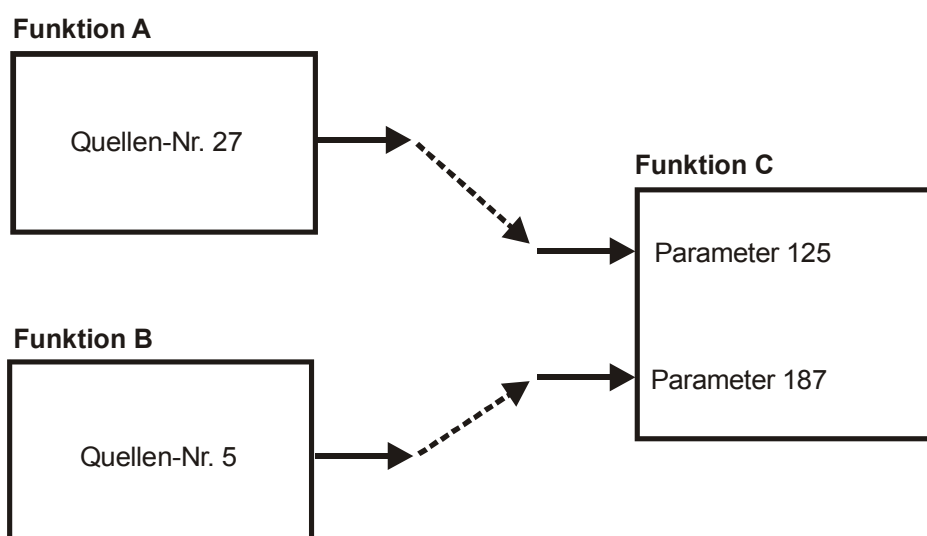 Funktion A
Quellen-Nr. 27
Funktion C
Parameter 125
Funktion B
Parameter 187
Quellen-Nr. 5